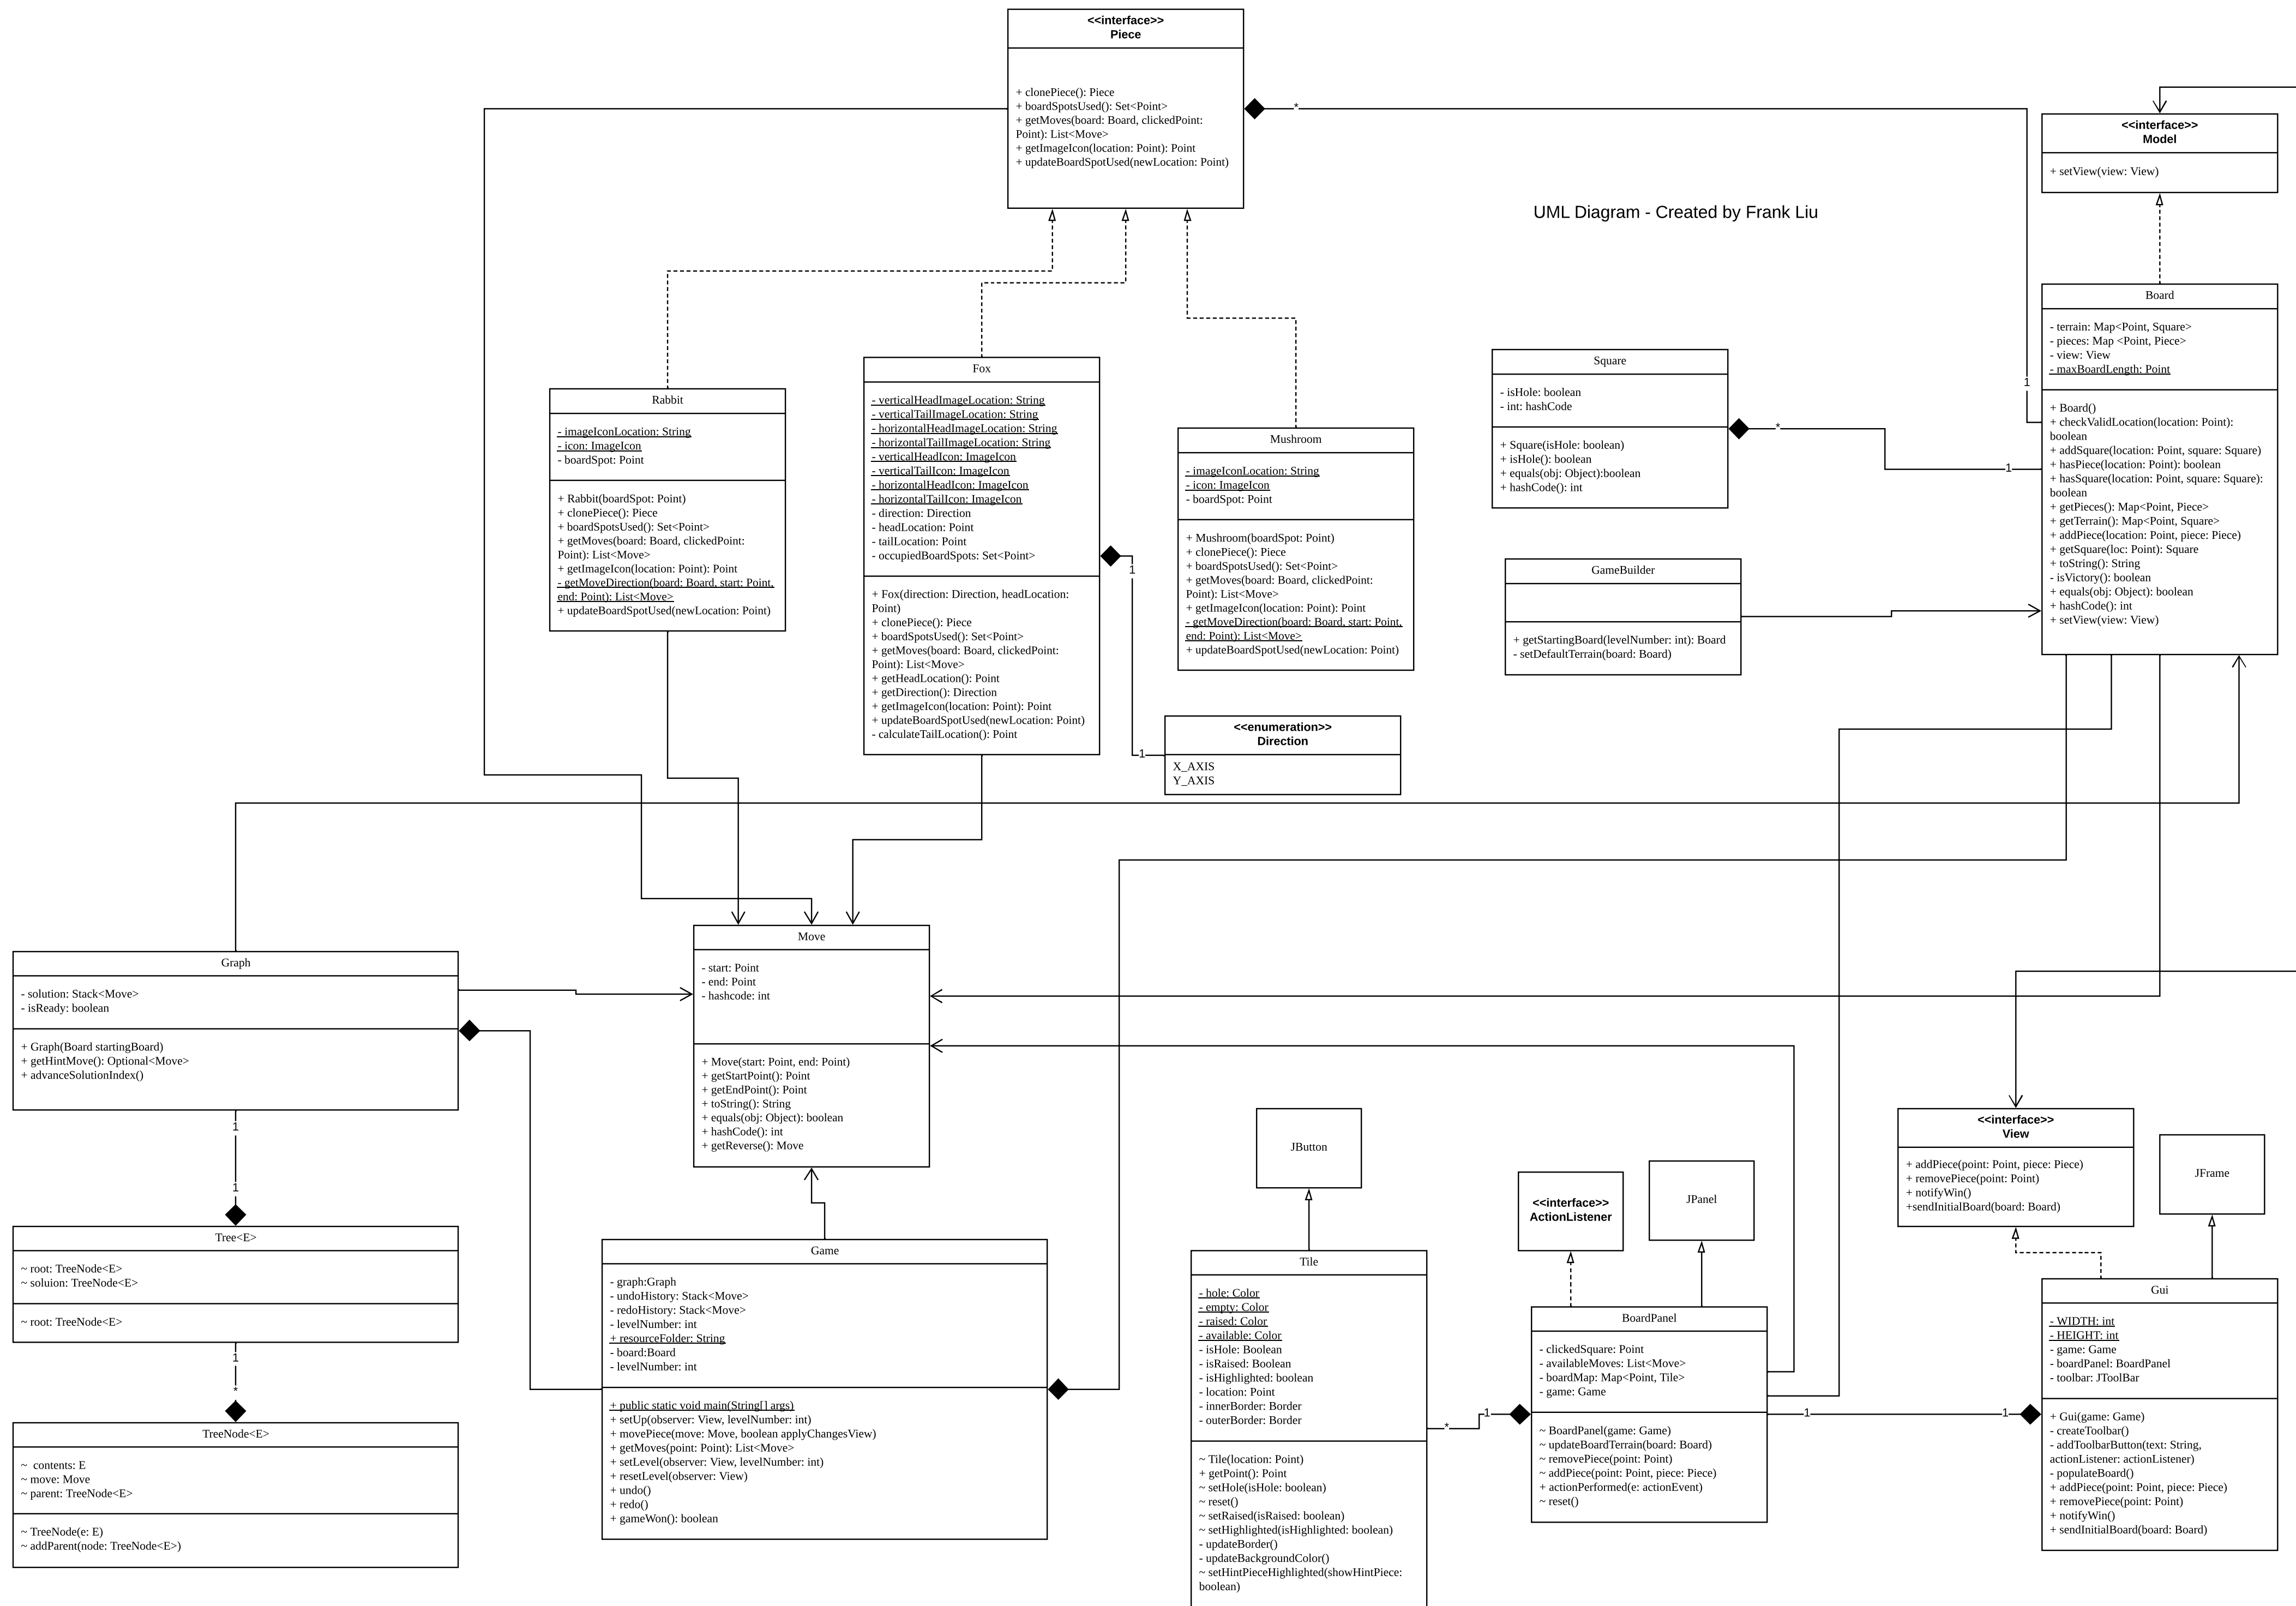 <<interface>>
Piece
+ clonePiece(): Piece
+ boardSpotsUsed(): Set<Point>
+ getMoves(board: Board, clickedPoint:
Point): List<Move>
+ getImageIcon(location: Point): Point
+ updateBoardSpotUsed(newLocation: Point)
*
1
<<interface>>
Model
+ setView(view: View)
UML Diagram - Created by Frank Liu
Board
- terrain: Map<Point, Square>
- pieces: Map <Point, Piece>
- view: View
- maxBoardLength: Point
+ Board()
+ checkValidLocation(location: Point):
boolean
+ addSquare(location: Point, square: Square)
+ hasPiece(location: Point): boolean
+ hasSquare(location: Point, square: Square):
boolean
+ getPieces(): Map<Point, Piece>
+ getTerrain(): Map<Point, Square>
+ addPiece(location: Point, piece: Piece)
+ getSquare(loc: Point): Square
+ toString(): String
- isVictory(): boolean
+ equals(obj: Object): boolean
+ hashCode(): int
+ setView(view: View)
Rabbit
- imageIconLocation: String
- icon: ImageIcon
- boardSpot: Point
+ Rabbit(boardSpot: Point)
+ clonePiece(): Piece
+ boardSpotsUsed(): Set<Point>
+ getMoves(board: Board, clickedPoint:
Point): List<Move>
+ getImageIcon(location: Point): Point
- getMoveDirection(board: Board, start: Point,
end: Point): List<Move>
+ updateBoardSpotUsed(newLocation: Point)
Fox
- verticalHeadImageLocation: String
- verticalTailImageLocation: String
- horizontalHeadImageLocation: String
- horizontalTailImageLocation: String
- verticalHeadIcon: ImageIcon
- verticalTailIcon: ImageIcon
- horizontalHeadIcon: ImageIcon
- horizontalTailIcon: ImageIcon
- direction: Direction
- headLocation: Point
- tailLocation: Point
- occupiedBoardSpots: Set<Point>
+ Fox(direction: Direction, headLocation:
Point)
+ clonePiece(): Piece
+ boardSpotsUsed(): Set<Point>
+ getMoves(board: Board, clickedPoint:
Point): List<Move>
+ getHeadLocation(): Point
+ getDirection(): Direction
+ getImageIcon(location: Point): Point
+ updateBoardSpotUsed(newLocation: Point)
- calculateTailLocation(): Point
1
1
Mushroom
- imageIconLocation: String
- icon: ImageIcon
- boardSpot: Point
+ Mushroom(boardSpot: Point)
+ clonePiece(): Piece
+ boardSpotsUsed(): Set<Point>
+ getMoves(board: Board, clickedPoint:
Point): List<Move>
+ getImageIcon(location: Point): Point
- getMoveDirection(board: Board, start: Point,
end: Point): List<Move>
+ updateBoardSpotUsed(newLocation: Point)
<<enumeration>>
Direction
X_AXIS
Y_AXIS
Square
- isHole: boolean
- int: hashCode
+ Square(isHole: boolean)
+ isHole(): boolean
+ equals(obj: Object):boolean
+ hashCode(): int
*
1
GameBuilder
+ getStartingBoard(levelNumber: int): Board
- setDefaultTerrain(board: Board)
Graph
- solution: Stack<Move>
- isReady: boolean
+ Graph(Board startingBoard)
+ getHintMove(): Optional<Move>
+ advanceSolutionIndex()
1
1
Tree<E>
~ root: TreeNode<E>
~ soluion: TreeNode<E>
~ root: TreeNode<E>
1
*
TreeNode<E>
~ contents: E
~ move: Move
~ parent: TreeNode<E>
~ TreeNode(e: E)
~ addParent(node: TreeNode<E>)
Move
- start: Point
- end: Point
- hashcode: int
+ Move(start: Point, end: Point)
+ getStartPoint(): Point
+ getEndPoint(): Point
+ toString(): String
+ equals(obj: Object): boolean
+ hashCode(): int
+ getReverse(): Move
Game
- graph:Graph
- undoHistory: Stack<Move>
- redoHistory: Stack<Move>
- levelNumber: int
+ resourceFolder: String
- board:Board
- levelNumber: int
+ public static void main(String[] args)
+ setUp(observer: View, levelNumber: int)
+ movePiece(move: Move, boolean applyChangesView)
+ getMoves(point: Point): List<Move>
+ setLevel(observer: View, levelNumber: int)
+ resetLevel(observer: View)
+ undo()
+ redo()
+ gameWon(): boolean
JButton
Tile
- hole: Color
- empty: Color
- raised: Color
- available: Color
- isHole: Boolean
- isRaised: Boolean
- isHighlighted: boolean
- location: Point
- innerBorder: Border
- outerBorder: Border
~ Tile(location: Point)
+ getPoint(): Point
~ setHole(isHole: boolean)
~ reset()
~ setRaised(isRaised: boolean)
~ setHighlighted(isHighlighted: boolean)
- updateBorder()
- updateBackgroundColor()
~ setHintPieceHighlighted(showHintPiece:
boolean)
*
1
<<interface>>
ActionListener
JPanel
BoardPanel
- clickedSquare: Point
- availableMoves: List<Move>
- boardMap: Map<Point, Tile>
- game: Game
~ BoardPanel(game: Game)
~ updateBoardTerrain(board: Board)
~ removePiece(point: Point)
~ addPiece(point: Point, piece: Piece)
+ actionPerformed(e: actionEvent)
~ reset()
1
1
<<interface>>
View
+ addPiece(point: Point, piece: Piece)
+ removePiece(point: Point)
+ notifyWin()
+sendInitialBoard(board: Board)
JFrame
Gui
- WIDTH: int
- HEIGHT: int
- game: Game
- boardPanel: BoardPanel
- toolbar: JToolBar
+ Gui(game: Game)
- createToolbar()
- addToolbarButton(text: String,
actionListener: actionListener)
- populateBoard()
+ addPiece(point: Point, piece: Piece)
+ removePiece(point: Point)
+ notifyWin()
+ sendInitialBoard(board: Board)